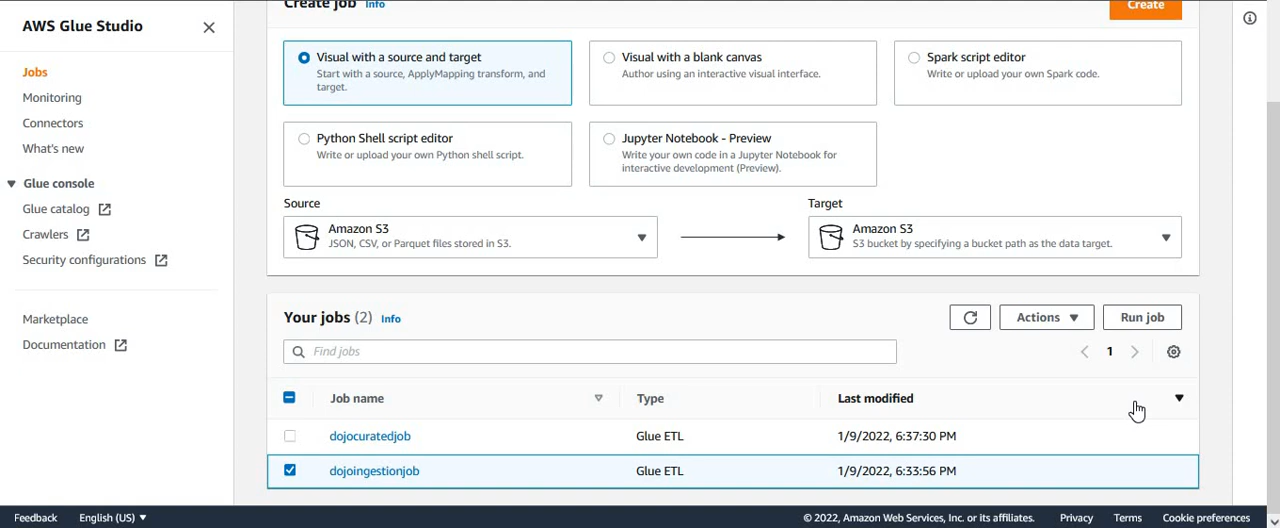 AWS Glue Studio
Jobs
Monitoring
Connectors
What's new
Glue console
Glue catalog
Crawlers
Security configurations
Marketplace
Documentation
Create job Info
Create
Visual with a source and target
Start with a source, ApplyMapping transform, and
target.
Visual with a blank canvas
Author using an interactive visual interface.
Spark script editor
Write or upload your own Spark code.
Python Shell script editor
Write or upload your own Python shell script.
Jupyter Notebook - Preview
Write your own code in a Jupyter Notebook for
interactive development (Preview).
Source
Amazon S3
JSON, CSV, or Parquet files stored in S3.
Target
Amazon S3
S3 bucket by specifying a bucket path as the data target.
Your jobs (2) Info
Actions
Run job
Find jobs
1
Job name Type Last modified
dojocuratedjob Glue ETL 1/9/2022, 6:37:30 PM
dojoingestionjob Glue ETL 1/9/2022, 6:33:56 PM
Feedback English (US) © 2022, Amazon Web Services, Inc. or its affiliates. Privacy Terms Cookie preferences